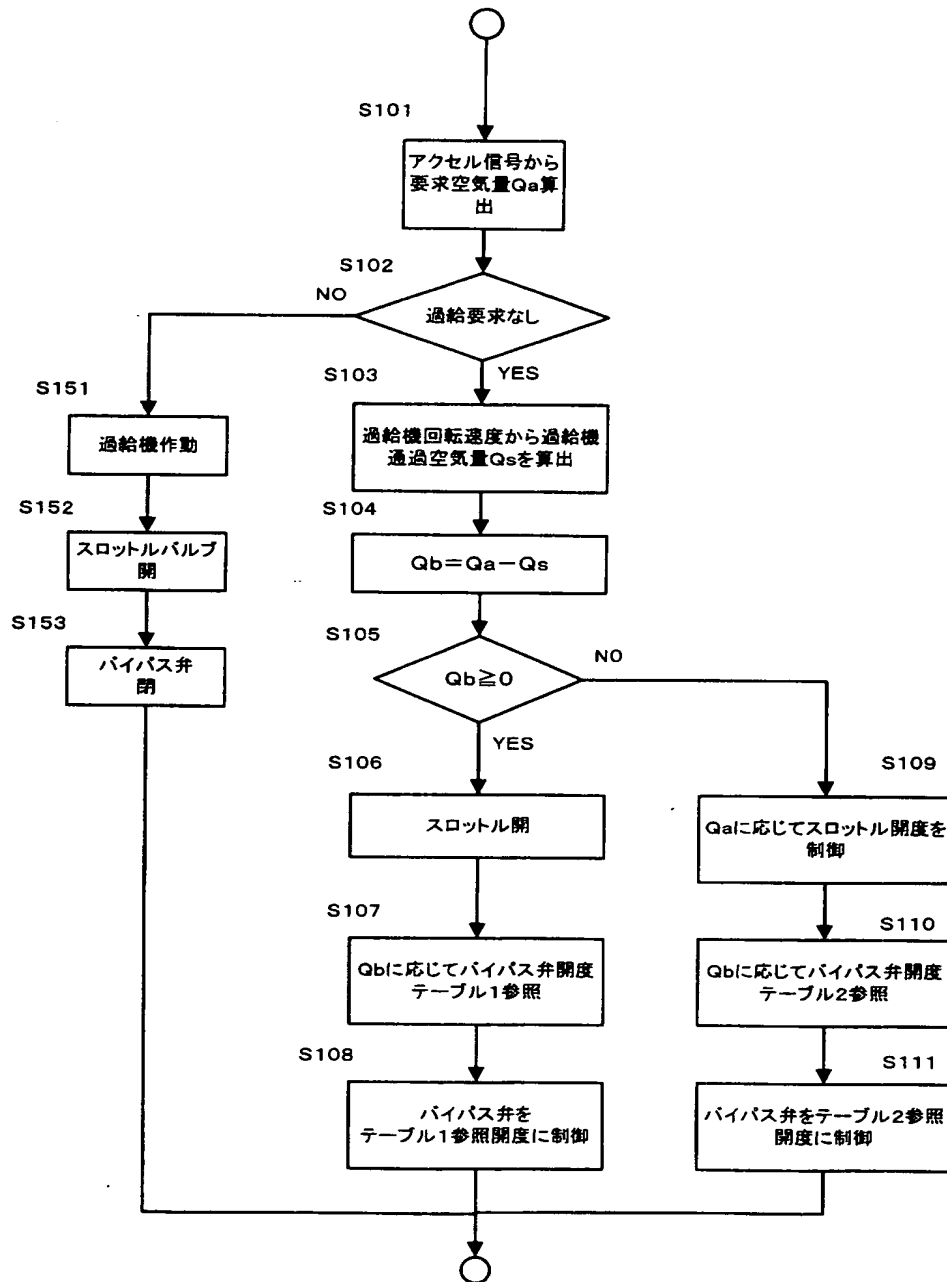 S101
アクセル信号から
要求空気量Qa算
出
S102
過給要求なし
NO
YES
S151
過給機作動
S152
スロットルバルブ
開
S153
バイパス弁
閉
S103
過給機回転速度から過給機
通過空気量Qsを算出
S104
Qb=Qa-Qs
S105
Qb≧0
NO
YES
S106
スロットル開
S107
Qbに応じてバイパス弁開度
テーブル1参照
S108
バイパス弁を
テーブル1参照開度に制御
S109
Qaに応じてスロットル開度を
制御
S110
Qbに応じてバイパス弁開度
テーブル2参照
S111
バイパス弁をテーブル2参照
開度に制御